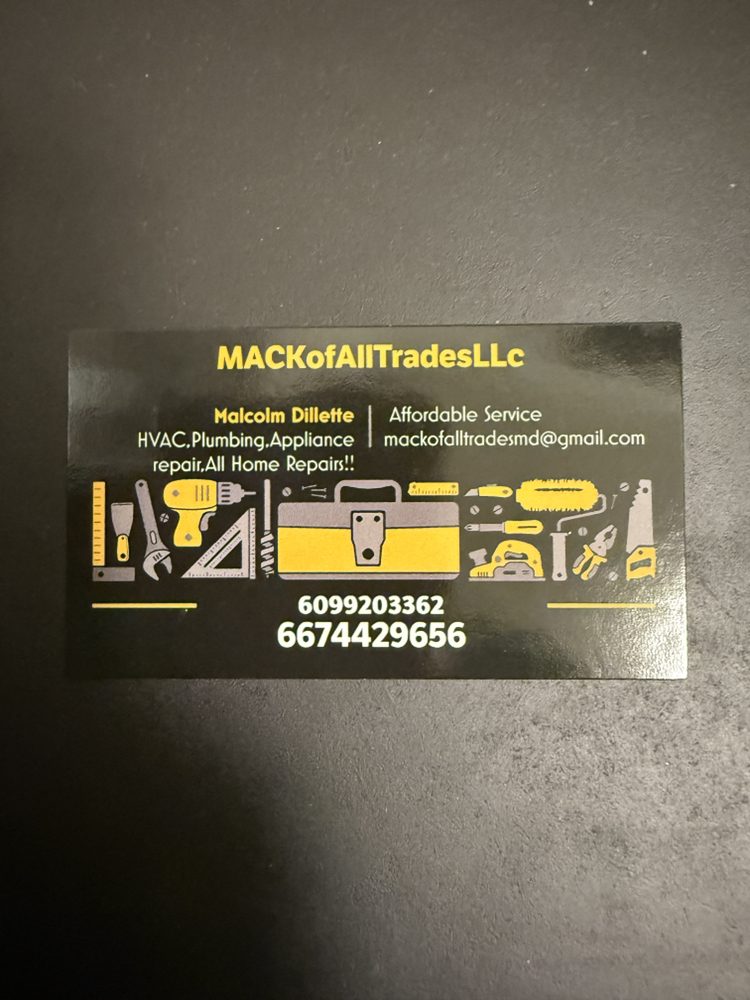 MACKofAllTradesLLc
Malcolm Dillette
HVAC,Plumbing,Appliance
repair,All Home Repairs!!
Affordable Service
mackofalltradesmd@gmail.com
6099203362
6674429656